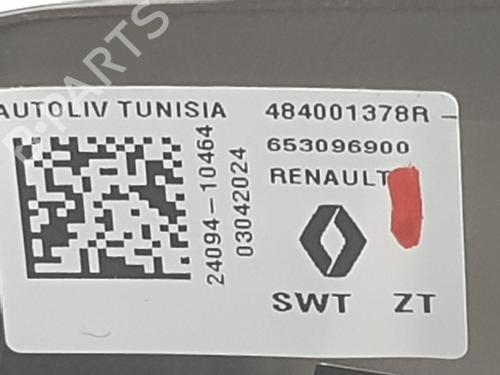 AUTOLIV TUNISIA
484001378R –
653096900
RENAULT
24094-10464
03042024
SWT ZT